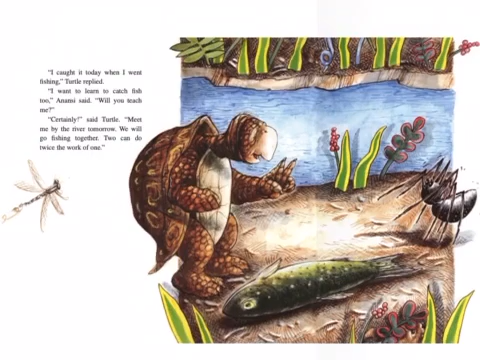 "I caught it today when I went
fishing," Turtle replied.
"I want to learn to catch fish
too," Anansi said. "Will you teach
me?"
"Certainly!" said Turtle. "Meet
me by the river tomorrow. We will
go fishing together. Two can do
twice the work of one."